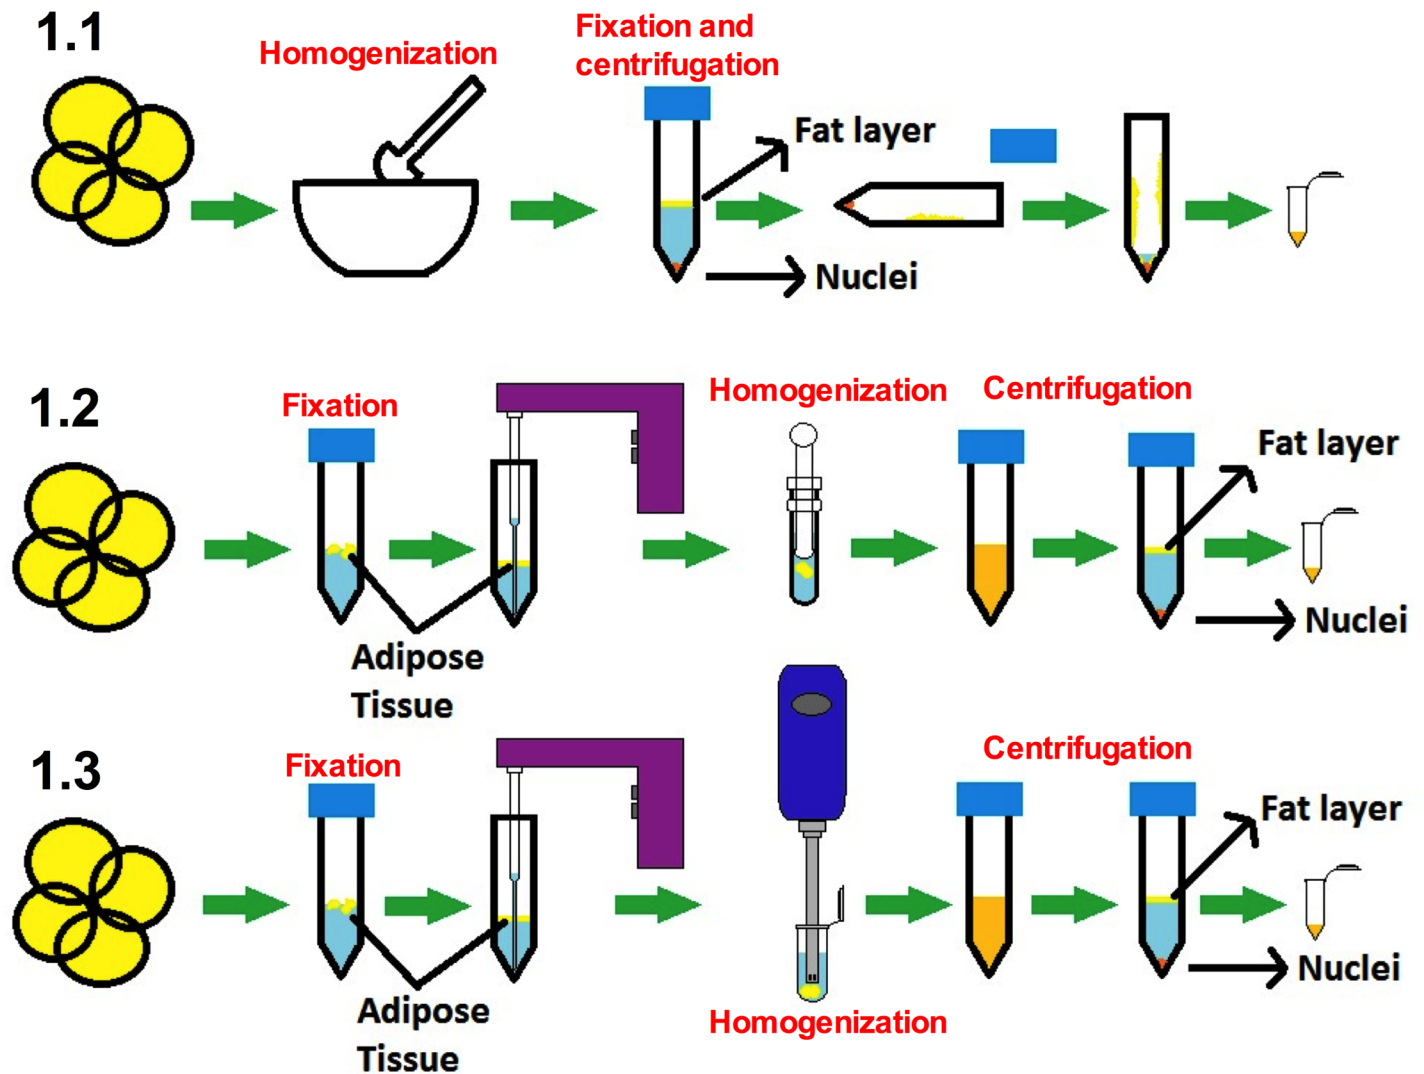 1.1
Homogenization
Fixation and
centrifugation
Fat layer
Nuclei
1.2
Fixation
Homogenization
Centrifugation
Fat layer
Nuclei
Adipose
Tissue
1.3
Fixation
Centrifugation
Fat layer
Nuclei
Adipose
Tissue
Homogenization